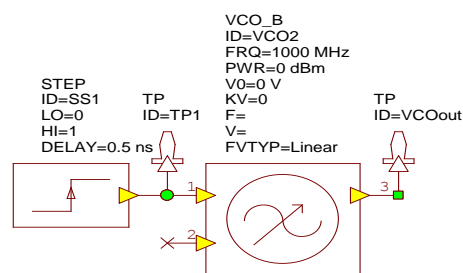 VCO_B
ID=VCO2
FRQ=1000 MHz
PWR=0 dBm
V0=0 V
KV=0
F=
V=
FVTYP=Linear
STEP
ID=SS1
LO=0
HI=1
DELAY=0.5 ns
TP
ID=TP1
TP
ID=VCOout
1
2
3